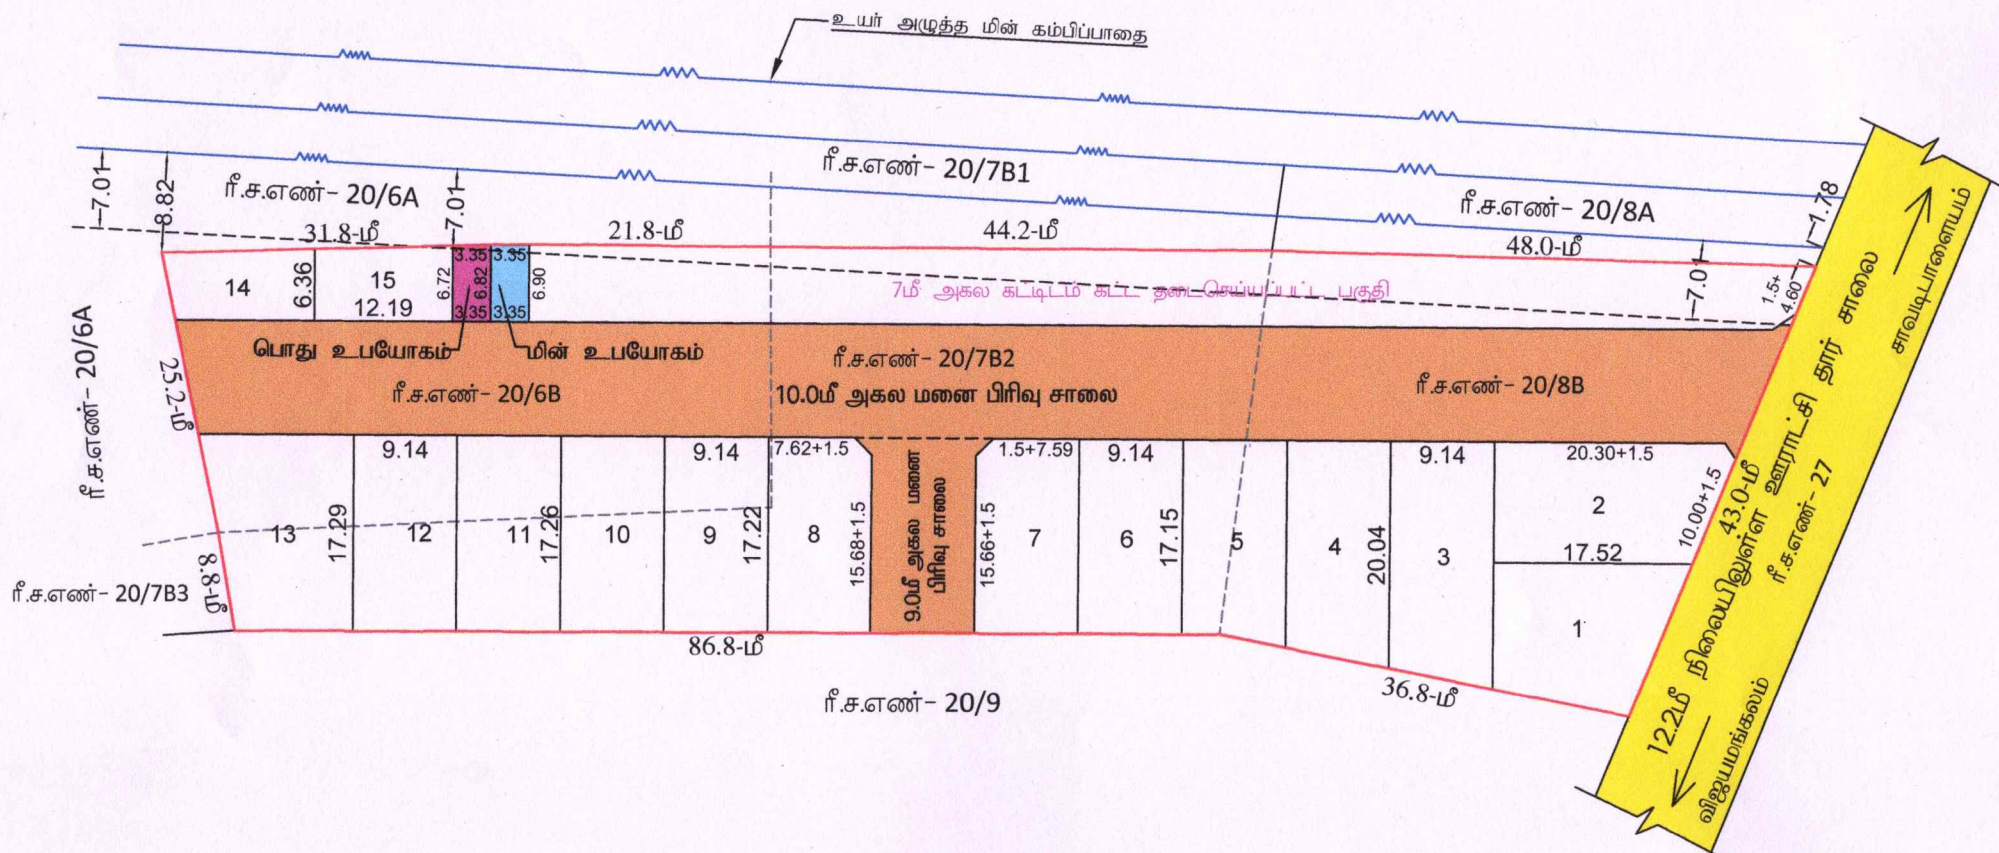 உயர் அழுத்த மின் கம்பிப்பாதை
7.01
8.82
ரீ.ச.எண்- 20/6A
7.01
ரீ.ச.எண்- 20/7B1
ரீ.ச.எண்- 20/8A
1.78
31.8-மீ
21.8-மீ
44.2-மீ
48.0-மீ
14
6.36
15
12.19
6.72
3.35
3.35
6.82
6.90
3.35
3.35
7மீ அகல கட்டிடம் கட்ட தடைசெய்யப்பட்ட பகுதி
7.01
1.5+
4.60
ரீ.ச.எண்- 20/6A
25.2-மீ
பொது உபயோகம்
மின் உபயோகம்
ரீ.ச.எண்- 20/7B2
ரீ.ச.எண்- 20/6B
10.0மீ அகல மனை பிரிவு சாலை
ரீ.ச.எண்- 20/8B
9.14
9.14
7.62+1.5
1.5+7.59
9.14
9.14
20.30+1.5
13
17.29
12
11
17.26
10
9
17.22
8
15.68+1.5
9.0மீ அகல மனை
பிரிவு சாலை
15.66+1.5
7
6
17.15
5
4
20.04
3
2
17.52
10.00+1.5
1
43.0-மீ
8.8-மீ
ரீ.ச.எண்- 20/7B3
86.8-மீ
36.8-மீ
ரீ.ச.எண்- 20/9
12.2மீ நிலையிலுள்ள ஊராட்சி தார் சாலை
ரீ.ச.எண்- 27
சாவடிபாளையம்
விஜயமங்கலம்